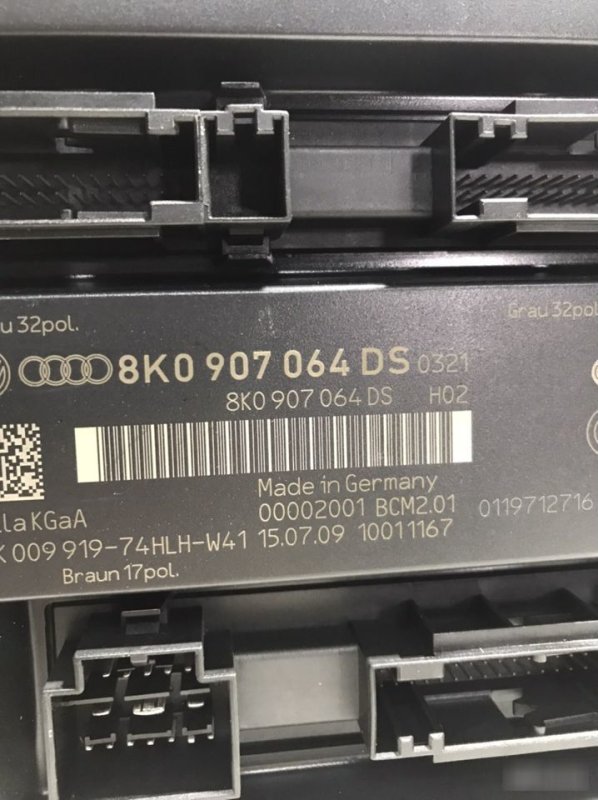 u 32pol.
Grau 32pol
8K0 907 064 DS 0321
8K0 907 064 DS H02
Made in Germany
lla KGaA
00002001 BCM2.01
0119712716
K 009 919-74HLH-W41 15.07.09 10011167
Braun 17pol.